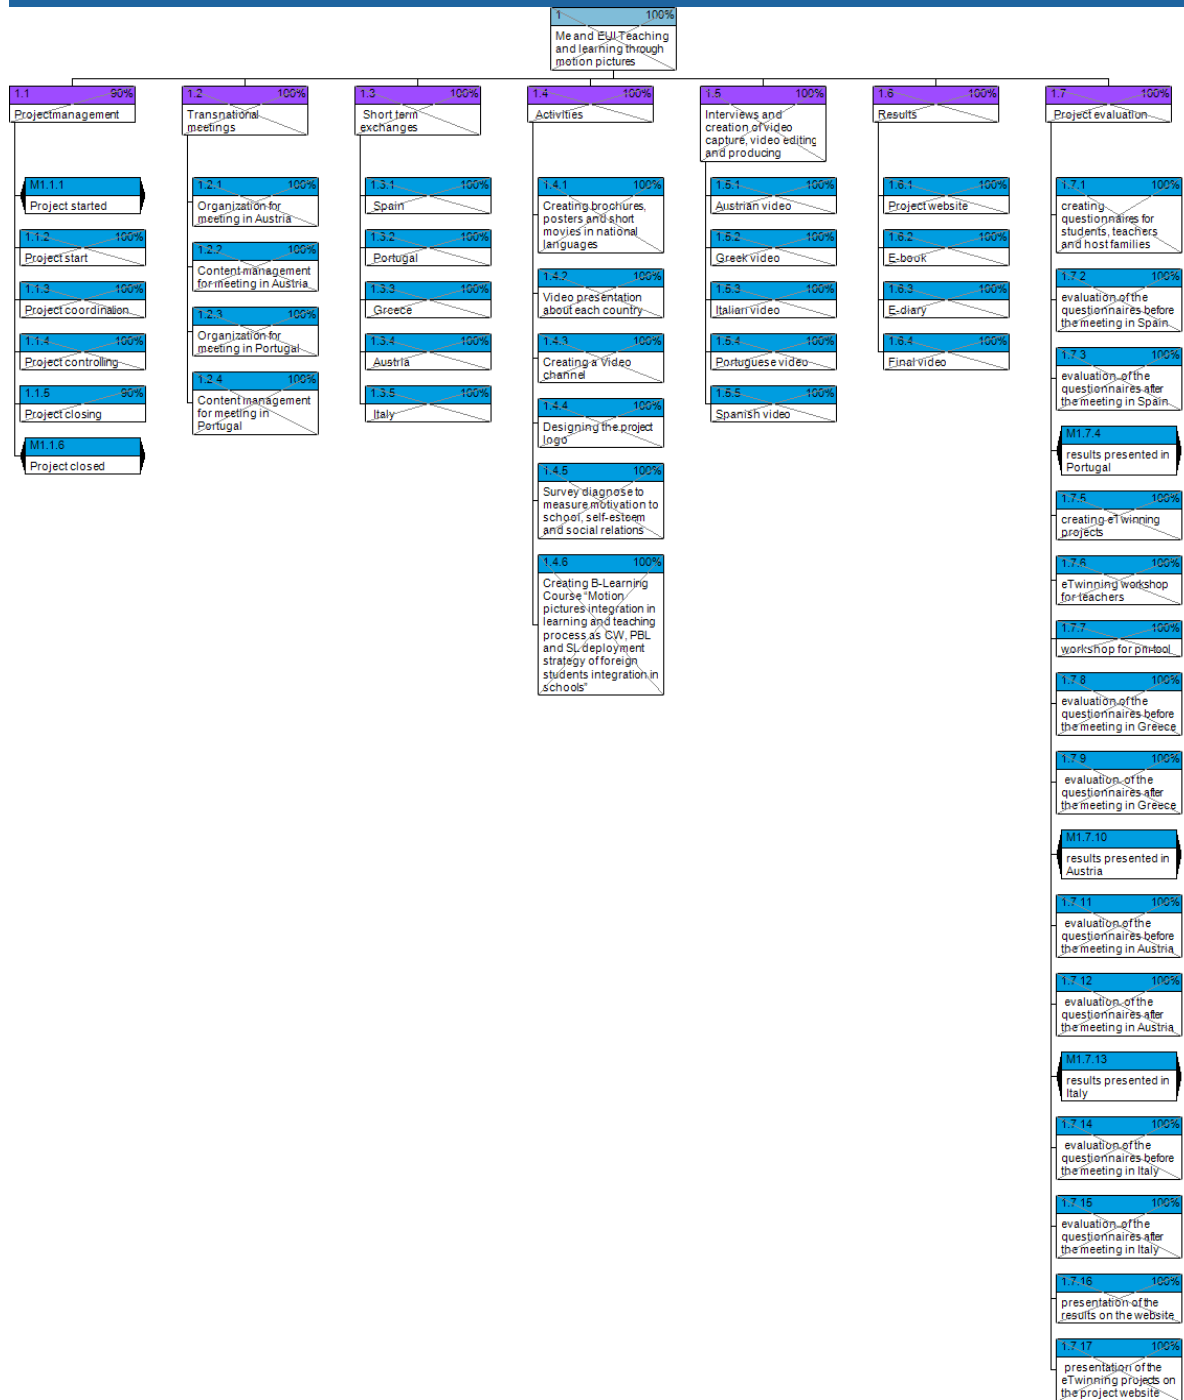 1 100%
Me and EU! Teaching
and learning through
motion pictures
1.1 90%
Projectmanagement
M1.1.1
Project started
1.1.2 100%
Project start
1.1.3 100%
Project coordination
1.1.4 100%
Project controlling
1.1.5 90%
Project closing
M1.1.6
Project closed
1.2 100%
Transnational
meetings
1.2.1 100%
Organization for
meeting in Austria
1.2.2 100%
Content management
for meeting in Austria
1.2.3 100%
Organization for
meeting in Portugal
1.2.4 100%
Content management
for meeting in
Portugal
1.3 100%
Short term
exchanges
1.3.1 100%
Spain
1.3.2 100%
Portugal
1.3.3 100%
Greece
1.3.4 100%
Austria
1.3.5 100%
Italy
1.4 100%
Activities
1.4.1 100%
Creating brochures,
posters and short
movies in national
languages
1.4.2 100%
Video presentation
about each country
1.4.3 100%
Creating a Video
channel
1.4.4 100%
Designing the project
logo
1.4.5 100%
Survey diagnose to
measure motivation to
school, self-esteem
and social relations
1.4.6 100%
Creating B-Learning
Course "Motion
pictures integration in
learning and teaching
process as CW, PBL
and SL deployment
strategy of foreign
students integration in
schools"
1.5 100%
Interviews and
creation of video
capture, video editing
and producing
1.5.1 100%
Austrian video
1.5.2 100%
Greek video
1.5.3 100%
Italian video
1.5.4 100%
Portuguese video
1.5.5 100%
Spanish video
1.6 100%
Results
1.6.1 100%
Project website
1.6.2 100%
E-book
1.6.3 100%
E-diary
1.6.4 100%
Final video
1.7 100%
Project evaluation
1.7.1 100%
creating
questionnaires for
students, teachers
and host families
1.7.2 100%
evaluation of the
questionnaires before
the meeting in Spain
1.7.3 100%
evaluation of the
questionnaires after
the meeting in Spain
M1.7.4
results presented in
Portugal
1.7.5 100%
creating eTwinning
projects
1.7.6 100%
eTwinning workshop
for teachers
1.7.7 100%
workshop for pm-tool
1.7.8 100%
evaluation of the
questionnaires before
the meeting in Greece
1.7.9 100%
evaluation of the
questionnaires after
the meeting in Greece
M1.7.10
results presented in
Austria
1.7.11 100%
evaluation of the
questionnaires before
the meeting in Austria
1.7.12 100%
evaluation of the
questionnaires after
the meeting in Austria
M1.7.13
results presented in
Italy
1.7.14 100%
evaluation of the
questionnaires before
the meeting in Italy
1.7.15 100%
evaluation of the
questionnaires after
the meeting in Italy
1.7.16 100%
presentation of the
results on the website
1.7.17 100%
presentation of the
eTwinning projects on
the project website